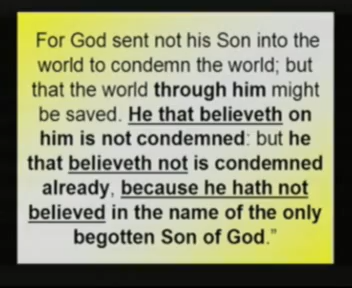 For God sent not his Son into the
world to condemn the world; but
that the world through him might
be saved. He that believeth on
him is not condemned: but he
that believeth not is condemned
already, because he hath not
believed in the name of the only
begotten Son of God."